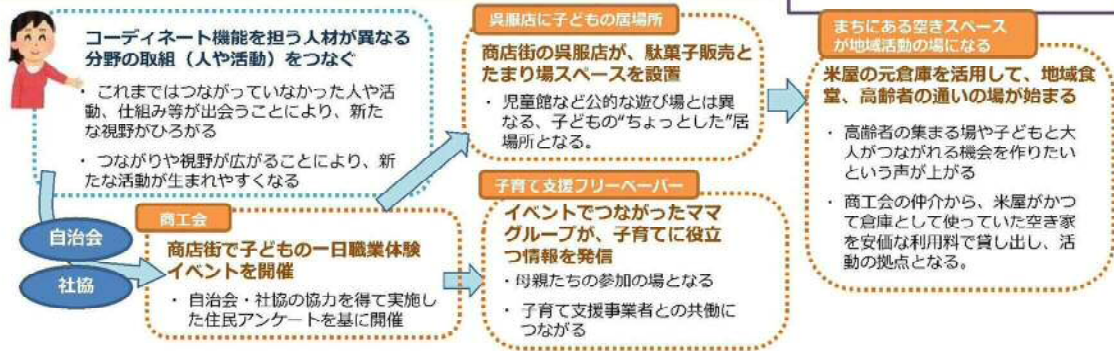 コーディネート機能を担う人材が異なる
分野の取組（人や活動）をつなぐ
・ これまではつながっていなかった人や活
動、仕組み等が出会うことにより、新た
な視野がひろがる
・ つながりや視野が広がることにより、新
たな活動が生まれやすくなる
自治会
社協
商工会
商店街で子どもの一日職業体験
イベントを開催
・ 自治会・社協の協力を得て実施し
た住民アンケートを基に開催
呉服店に子どもの居場所
商店街の呉服店が、駄菓子販売と
たまり場スペースを設置
・ 児童館など公的な遊び場とは異
なる、子どもの“ちょっとした”居
場所となる。
子育て支援フリーペーパー
イベントでつながったママ
グループが、子育てに役立
つ情報を発信
・ 母親たちの参加の場となる
・ 子育て支援事業者との共働に
つながる
まちにある空きスペース
が地域活動の場になる
米屋の元倉庫を活用して、地域食
堂、高齢者の通いの場が始まる
・ 高齢者の集まる場や子どもと大
人がつながれる機会を作りたい
という声が上がる
・ 商工会の仲介から、米屋がかつ
て倉庫として使っていた空き家
を安価な利用料で貸し出し、活
動の拠点となる。